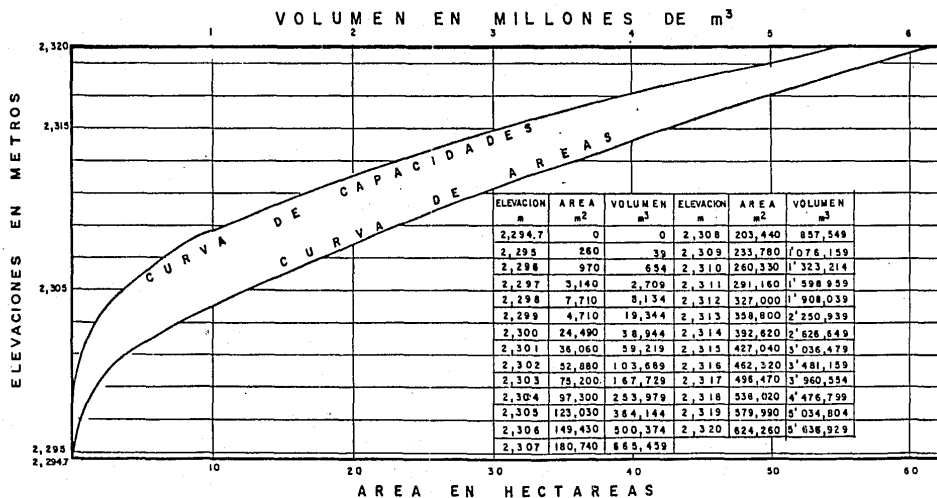 VOLUMEN EN MILLONES DE m³
1 2 3 4 5 6
2,320
2,315
2,305
2,295
2,294.7
ELEVACIONES EN METROS
CURVA DE CAPACIDADES
CURVA DE AREAS
ELEVACION m AREA m² VOLUMEN m³ ELEVACION m AREA m² VOLUMEN m³
2,294.7 0 0 2,308 203,440 857,549
2,295 260 39 2,309 233,780 1'076,159
2,296 970 654 2,310 260,330 1'323,214
2,297 3,140 2,709 2,311 291,160 1'598,959
2,298 7,710 8,134 2,312 327,000 1'908,039
2,299 4,710 19,344 2,313 358,800 2'250,939
2,300 24,490 38,944 2,314 392,620 2'626,649
2,301 36,060 59,219 2,315 427,040 3'036,479
2,302 52,880 103,689 2,316 462,320 3'481,159
2,303 75,200 167,729 2,317 496,470 3'960,554
2,304 97,300 253,979 2,318 536,020 4'476,799
2,305 123,030 364,144 2,319 579,990 5'034,804
2,306 149,430 500,374 2,320 624,260 5'636,929
2,307 180,740 665,459
10 20 30 40 50 60
AREA EN HECTAREAS